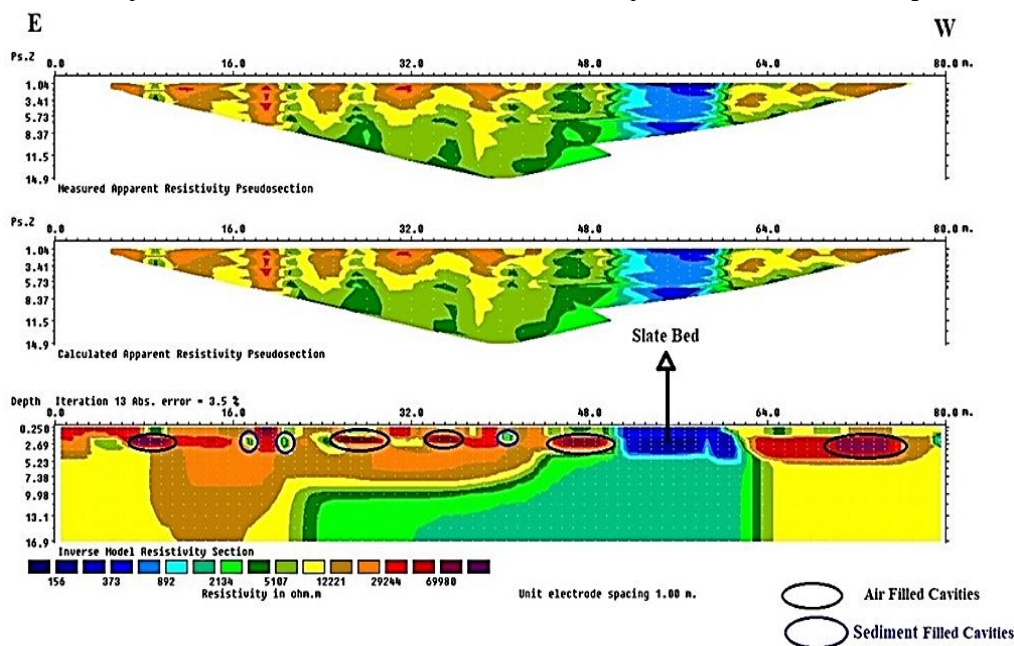 E W
Ps.Z 0.0 16.0 32.0 48.0 64.0 80.0 m.
1.04
3.41
5.73
8.37
11.5
14.9
Measured Apparent Resistivity Pseudosection
Ps.Z 0.0 16.0 32.0 48.0 64.0 80.0 m.
1.04
3.41
5.73
8.37
11.5
14.9
Calculated Apparent Resistivity Pseudosection
Slate Bed
Depth Iteration 13 Abs. error = 3.5 %
0.0 16.0 32.0 48.0 64.0 80.0 m.
0.250
2.69
5.23
7.38
9.98
13.1
16.9
Inverse Model Resistivity Section
156 373 892 2134 5107 12221 29244 69980
Resistivity in ohm.m Unit electrode spacing 1.00 m.
Air Filled Cavities
Sediment Filled Cavities